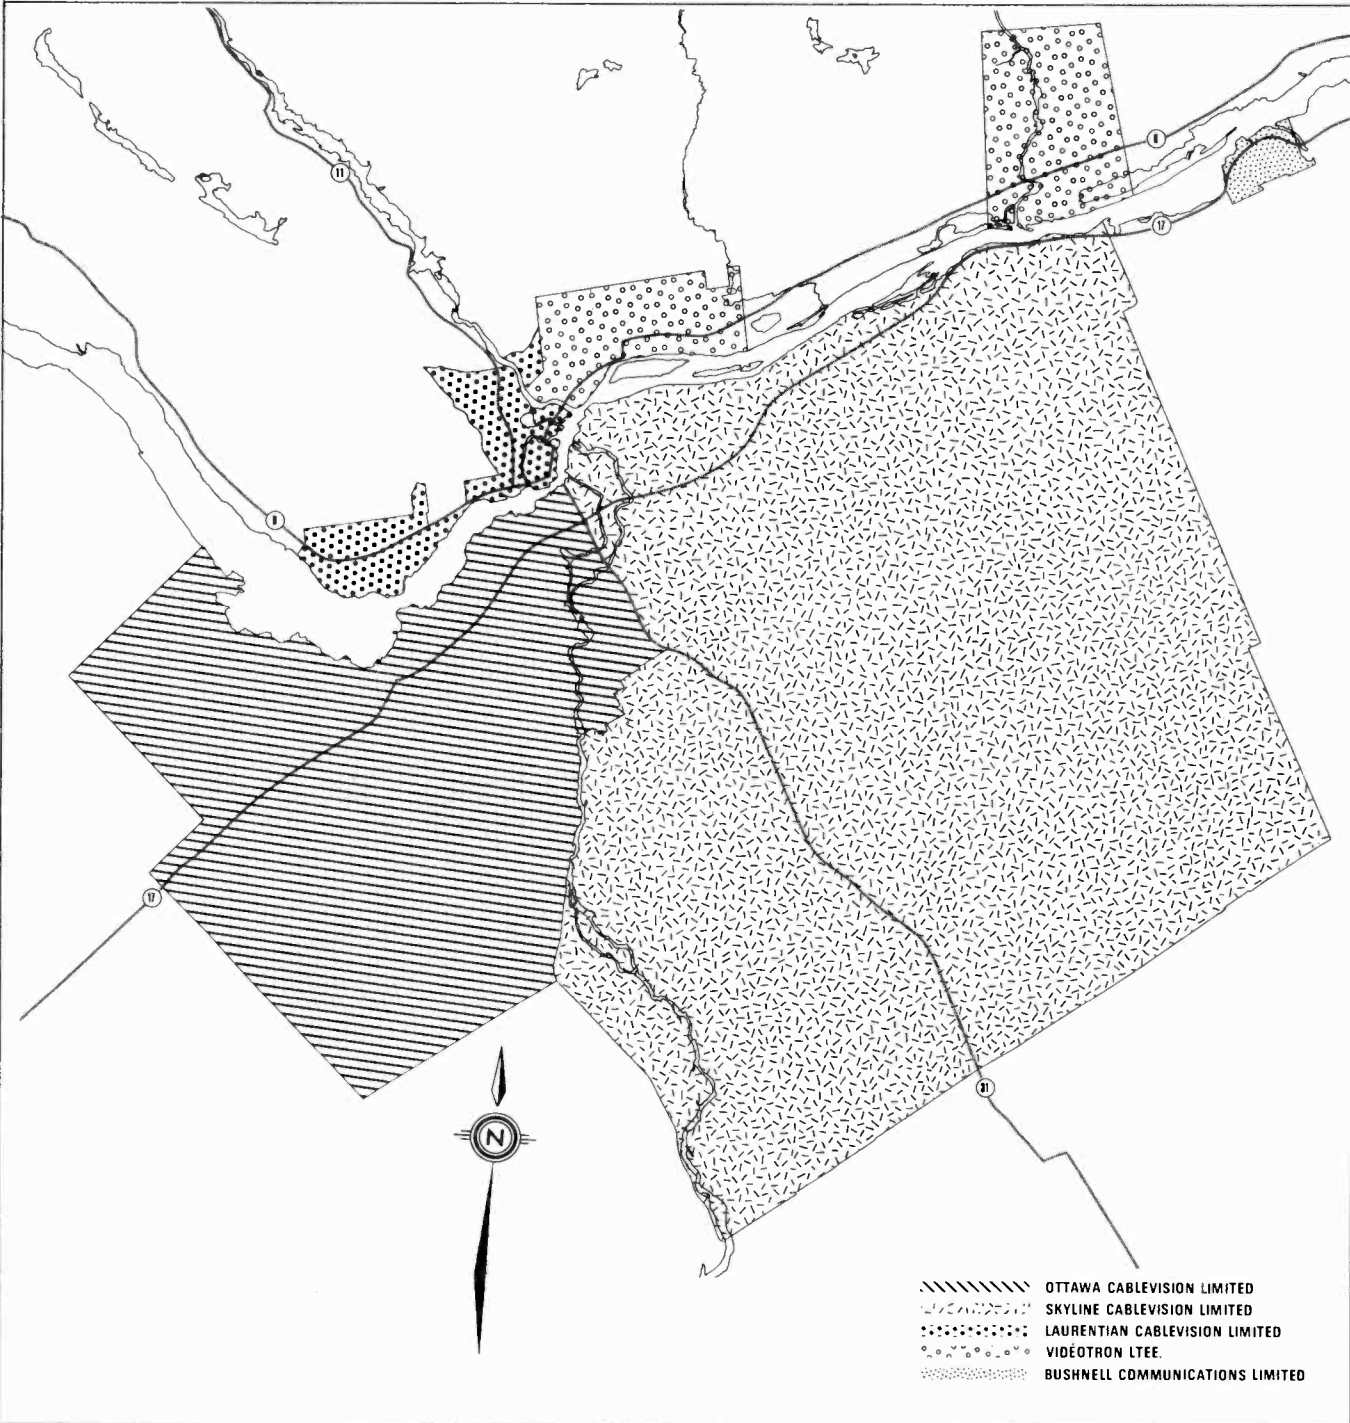 11
8
17
8
17
N
31
OTTAWA CABLEVISION LIMITED
SKYLINE CABLEVISION LIMITED
LAURENTIAN CABLEVISION LIMITED
VIDÉOTRON LTEE.
BUSHNELL COMMUNICATIONS LIMITED
17